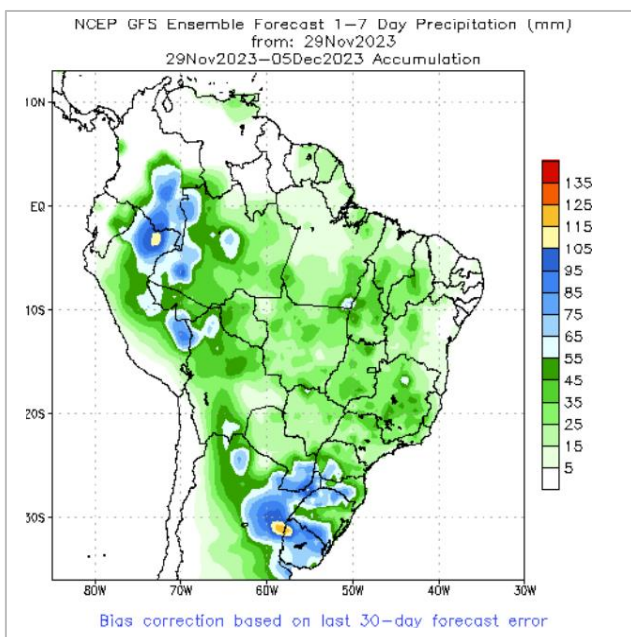 NCEP GFS Ensemble Forecast 1-7 Day Precipitation (mm)
from: 29Nov2023
29Nov2023-05Dec2023 Accumulation
10N
EQ
10S
20S
30S
80W 70W 60W 50W 40W 30W
135
125
115
105
95
85
75
65
55
45
35
25
15
5
Bias correction based on last 30-day forecast error